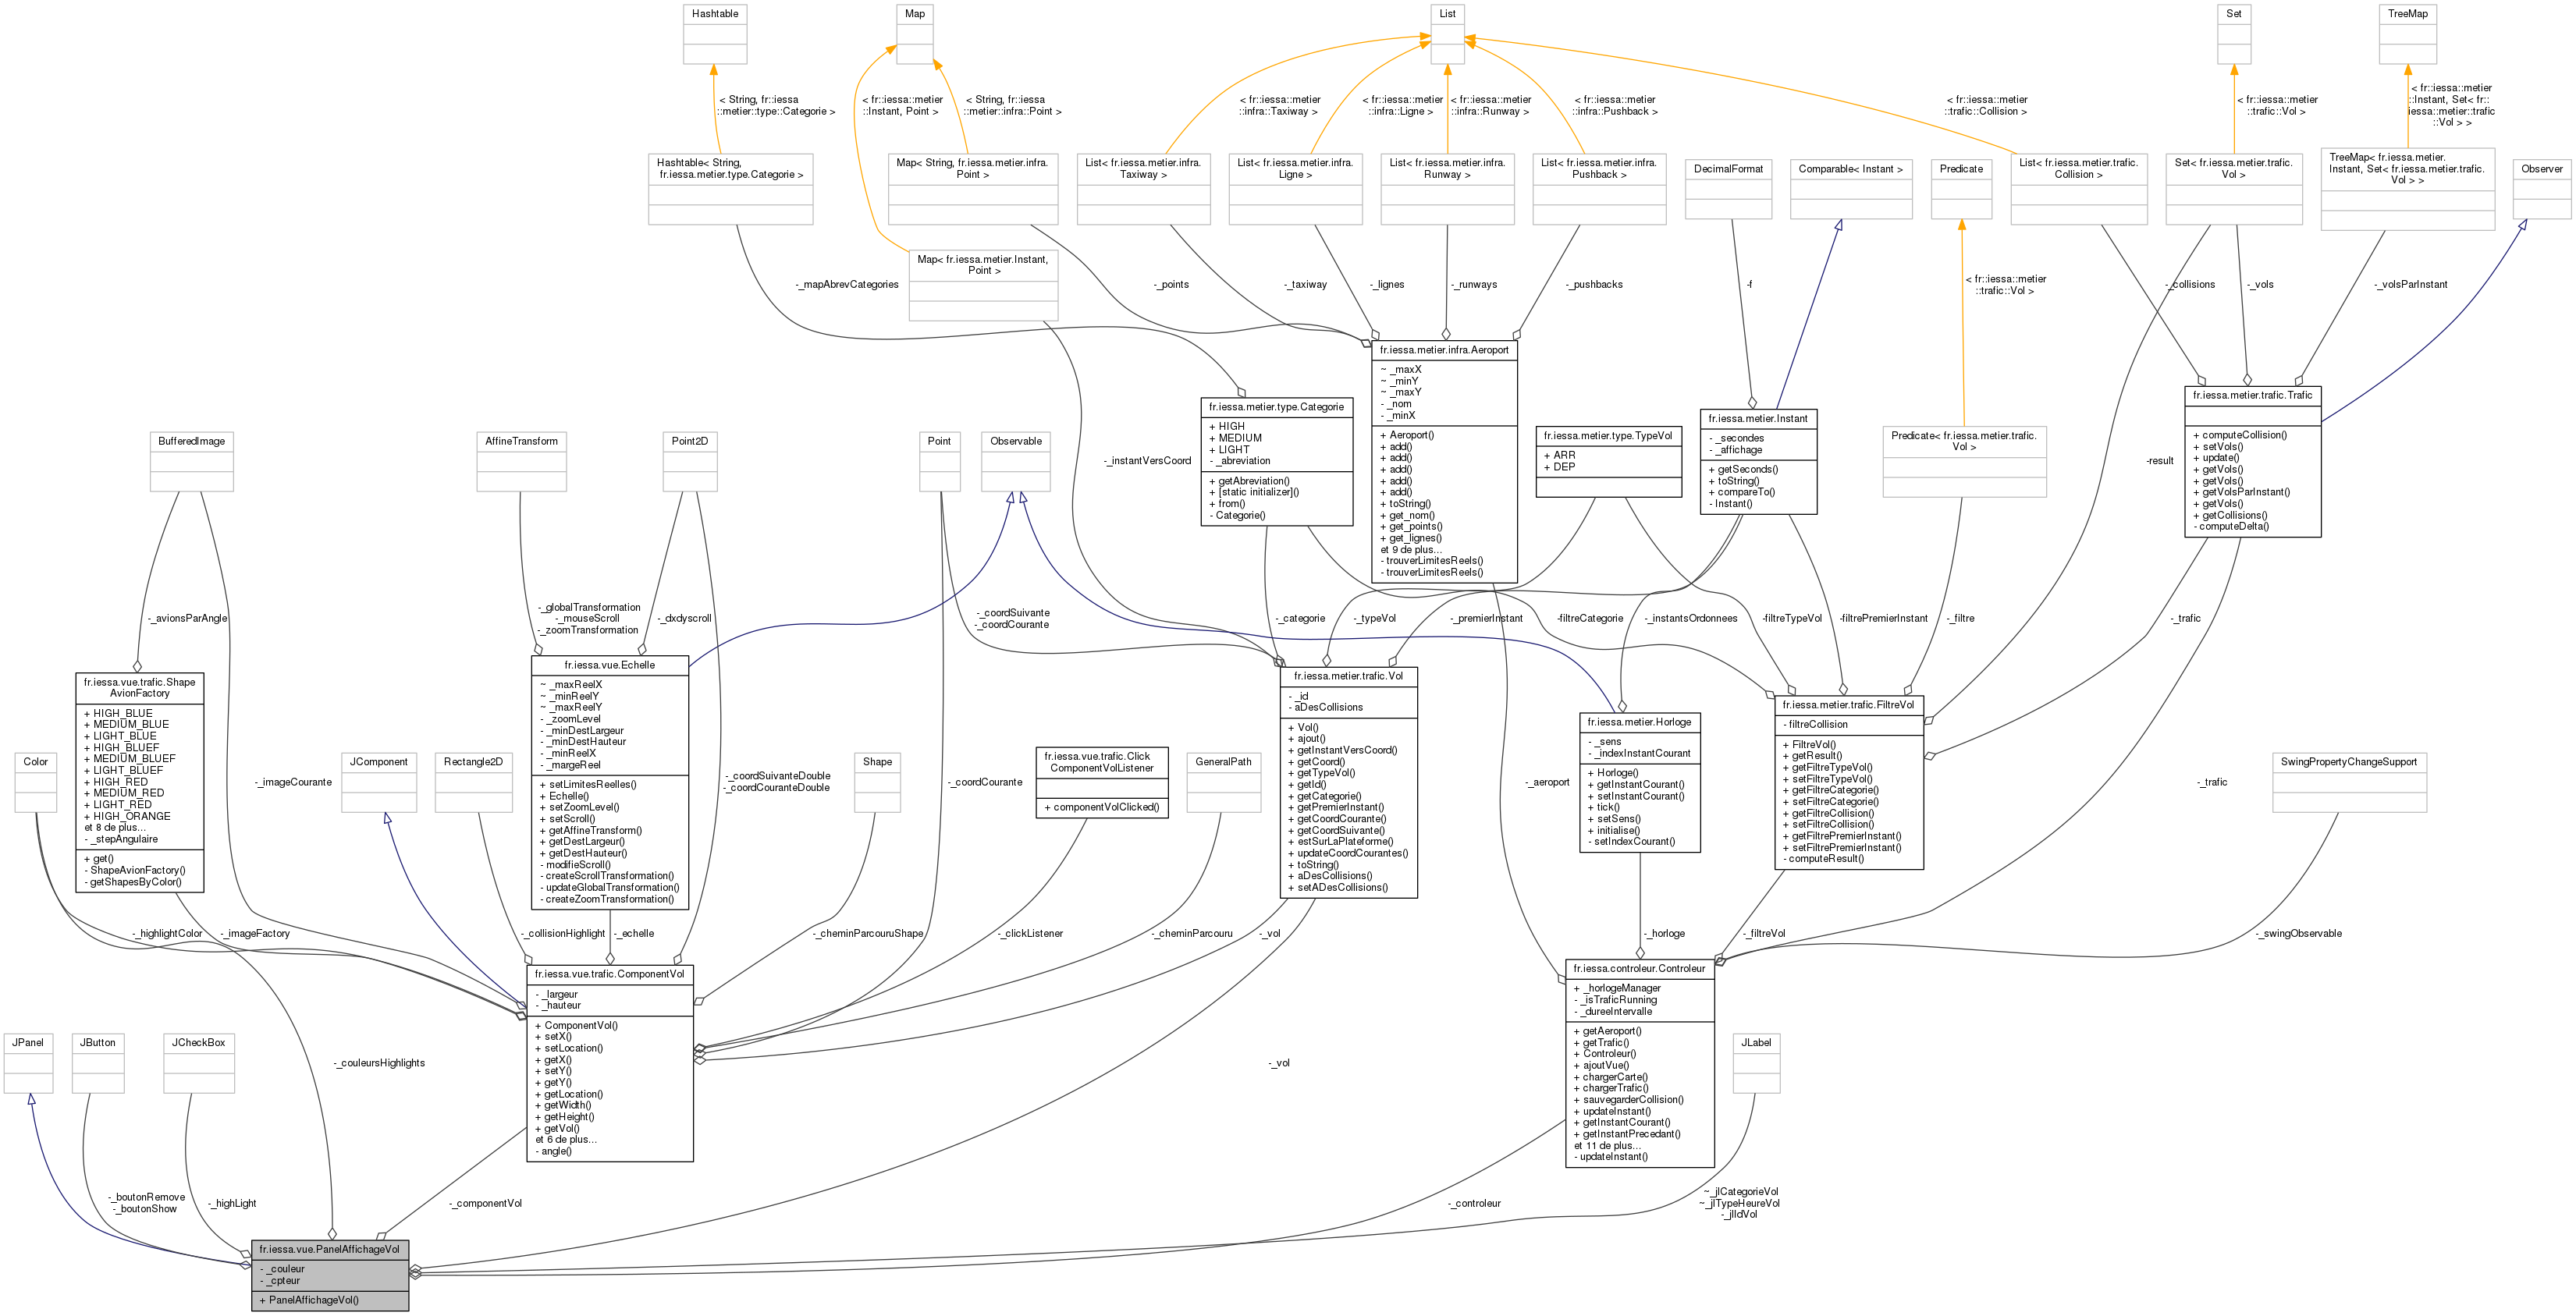 Hashtable
Map
List
Set
TreeMap
< String, fr::iessa
::metier::type::Categorie >
< fr::iessa::metier
::Instant, Point >
< String, fr::iessa
::metier::infra::Point >
< fr::iessa::metier
::infra::Taxiway >
< fr::iessa::metier
::infra::Ligne >
< fr::iessa::metier
::infra::Runway >
< fr::iessa::metier
::infra::Pushback >
< fr::iessa::metier
::trafic::Collision >
< fr::iessa::metier
::trafic::Vol >
< fr::iessa::metier
::Instant, Set< fr::
iessa::metier::trafic
::Vol > >
Hashtable< String,
fr.iessa.metier.type.Categorie >
Map< String, fr.iessa.metier.infra.
Point >
List< fr.iessa.metier.infra.
Taxiway >
List< fr.iessa.metier.infra.
Ligne >
List< fr.iessa.metier.infra.
Runway >
List< fr.iessa.metier.infra.
Pushback >
DecimalFormat
Comparable< Instant >
Predicate
List< fr.iessa.metier.trafic.
Collision >
Set< fr.iessa.metier.trafic.
Vol >
TreeMap< fr.iessa.metier.
Instant, Set< fr.iessa.metier.trafic.
Vol > >
Observer
Map< fr.iessa.metier.Instant,
Point >
-_mapAbrevCategories
-_points
-_taxiway
-_lignes
-_runways
-_pushbacks
-f
< fr::iessa::metier
::trafic::Vol >
-_collisions
-_vols
-_volsParInstant
fr.iessa.metier.infra.Aeroport
~ _maxX
~ _minY
~ _maxY
- _nom
- _minX
+ Aeroport()
+ add()
+ add()
+ add()
+ add()
+ add()
+ toString()
+ get_nom()
+ get_points()
+ get_lignes()
et 9 de plus...
- trouverLimitesReels()
- trouverLimitesReels()
fr.iessa.metier.type.Categorie
+ HIGH
+ MEDIUM
+ LIGHT
- _abreviation
+ getAbreviation()
+ [static initializer]()
+ from()
- Categorie()
fr.iessa.metier.type.TypeVol
+ ARR
+ DEP
fr.iessa.metier.Instant
- _secondes
- _affichage
+ getSeconds()
+ toString()
+ compareTo()
- Instant()
Predicate< fr.iessa.metier.trafic.
Vol >
fr.iessa.metier.trafic.Trafic
+ computeCollision()
+ setVols()
+ update()
+ getVols()
+ getVols()
+ getVolsParInstant()
+ getVols()
+ getCollisions()
- computeDelta()
BufferedImage
AffineTransform
Point2D
Point
Observable
-_instantVersCoord
-result
-_avionsParAngle
-_globalTransformation
-_mouseScroll
-_zoomTransformation
-_dxdyscroll
-_coordSuivante
-_coordCourante
-_categorie
-_typeVol
-_premierInstant
-filtreCategorie
-_instantsOrdonnees
-filtreTypeVol
-filtrePremierInstant
-_filtre
-_trafic
fr.iessa.vue.trafic.Shape
AvionFactory
+ HIGH_BLUE
+ MEDIUM_BLUE
+ LIGHT_BLUE
+ HIGH_BLUEF
+ MEDIUM_BLUEF
+ LIGHT_BLUEF
+ HIGH_RED
+ MEDIUM_RED
+ LIGHT_RED
+ HIGH_ORANGE
et 8 de plus...
- _stepAngulaire
+ get()
- ShapeAvionFactory()
- getShapesByColor()
fr.iessa.vue.Echelle
~ _maxReelX
~ _minReelY
~ _maxReelY
- _zoomLevel
- _minDestLargeur
- _minDestHauteur
- _minReelX
- _margeReel
+ setLimitesReelles()
+ Echelle()
+ setZoomLevel()
+ setScroll()
+ getAffineTransform()
+ getDestLargeur()
+ getDestHauteur()
- modifieScroll()
- createScrollTransformation()
- updateGlobalTransformation()
- createZoomTransformation()
fr.iessa.metier.trafic.Vol
- _id
- aDesCollisions
+ Vol()
+ ajout()
+ getInstantVersCoord()
+ getCoord()
+ getTypeVol()
+ getId()
+ getCategorie()
+ getPremierInstant()
+ getCoordCourante()
+ getCoordSuivante()
+ estSurLaPlateforme()
+ updateCoordCourantes()
+ toString()
+ aDesCollisions()
+ setADesCollisions()
fr.iessa.metier.Horloge
- _sens
- _indexInstantCourant
+ Horloge()
+ getInstantCourant()
+ setInstantCourant()
+ tick()
+ setSens()
+ initialise()
- setIndexCourant()
fr.iessa.metier.trafic.FiltreVol
- filtreCollision
+ FiltreVol()
+ getResult()
+ getFiltreTypeVol()
+ setFiltreTypeVol()
+ getFiltreCategorie()
+ setFiltreCategorie()
+ getFiltreCollision()
+ setFiltreCollision()
+ getFiltrePremierInstant()
+ setFiltrePremierInstant()
- computeResult()
Color
JComponent
Rectangle2D
Shape
fr.iessa.vue.trafic.Click
ComponentVolListener
+ componentVolClicked()
GeneralPath
SwingPropertyChangeSupport
-_imageCourante
-_coordSuivanteDouble
-_coordCouranteDouble
-_coordCourante
-_aeroport
-_trafic
-_highlightColor
-_imageFactory
-_collisionHighlight
-_echelle
-_cheminParcouruShape
-_clickListener
-_cheminParcouru
-_vol
-_horloge
-_filtreVol
-_swingObservable
fr.iessa.vue.trafic.ComponentVol
- _largeur
- _hauteur
+ ComponentVol()
+ setX()
+ setLocation()
+ getX()
+ setY()
+ getY()
+ getLocation()
+ getWidth()
+ getHeight()
+ getVol()
et 6 de plus...
- angle()
fr.iessa.controleur.Controleur
+ _horlogeManager
- _isTraficRunning
- _dureeIntervalle
+ getAeroport()
+ getTrafic()
+ Controleur()
+ ajoutVue()
+ chargerCarte()
+ chargerTrafic()
+ sauvegarderCollision()
+ updateInstant()
+ getInstantCourant()
+ getInstantPrecedant()
et 11 de plus...
- updateInstant()
JPanel
JButton
JCheckBox
JLabel
-_couleursHighlights
-_vol
-_boutonRemove
-_boutonShow
-_highLight
-_componentVol
-_controleur
~_jlCategorieVol
~_jlTypeHeureVol
-_jlIdVol
fr.iessa.vue.PanelAffichageVol
- _couleur
- _cpteur
+ PanelAffichageVol()